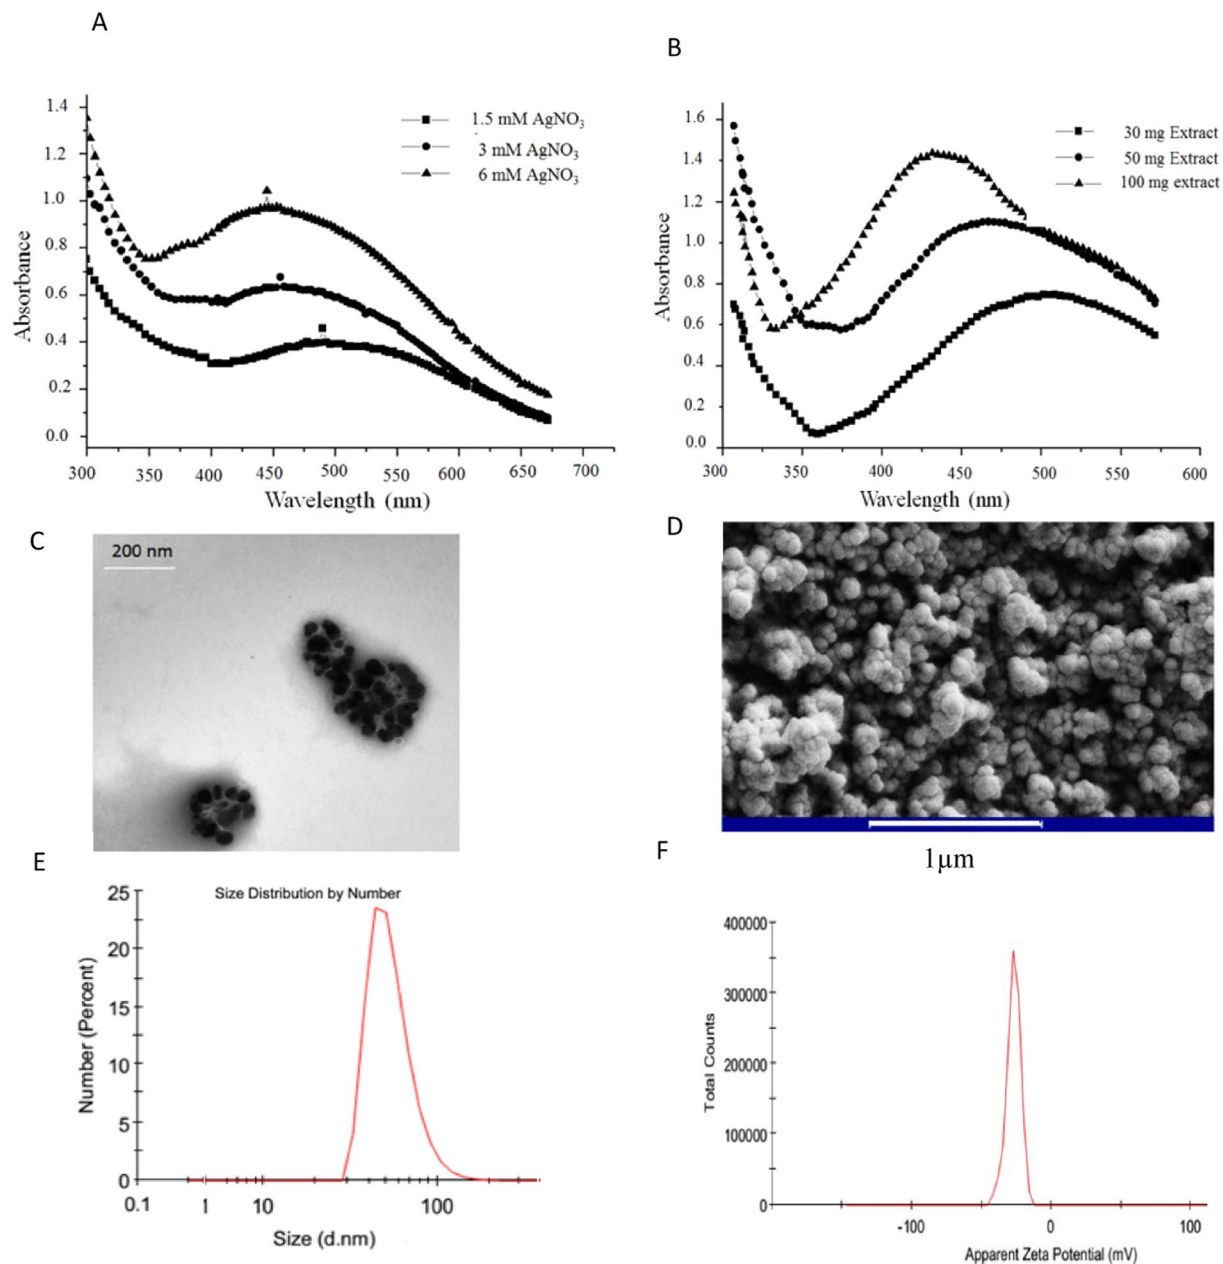 A
B
1.4
1.2
1.0
0.8
0.6
0.4
0.2
0.0
Absorbance
1.5 mM AgNO₃
3 mM AgNO₃
6 mM AgNO₃
300 350 400 450 500 550 600 650 700
Wavelength (nm)
1.6
1.4
1.2
1.0
0.8
0.6
0.4
0.2
0.0
Absorbance
30 mg Extract
50 mg Extract
100 mg extract
300 350 400 450 500 550 600
Wavelength (nm)
C
200 nm
D
1μm
E
Size Distribution by Number
25
20
15
10
5
0
Number (Percent)
0.1 1 10 100
Size (d.nm)
F
400000
300000
200000
100000
0
Total Counts
-100 0 100
Apparent Zeta Potential (mV)